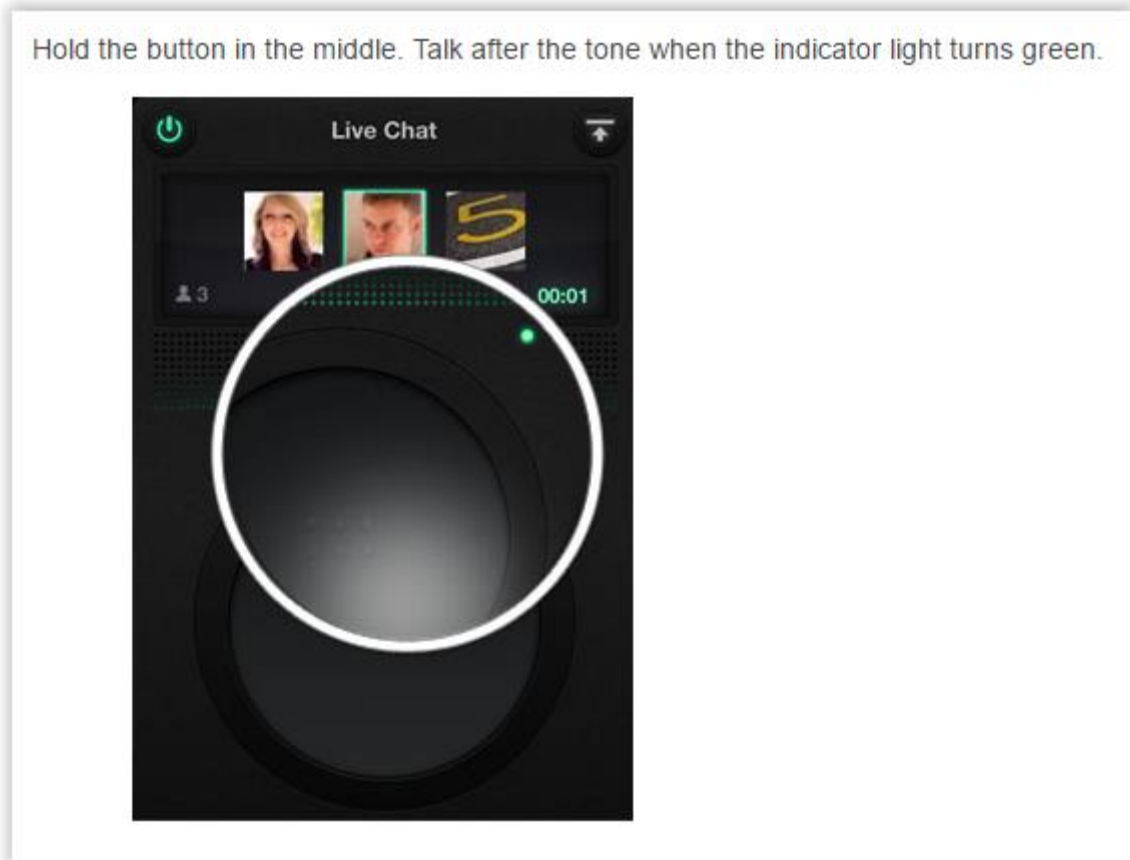 Hold the button in the middle. Talk after the tone when the indicator light turns green.
Live Chat
5
3
00:01